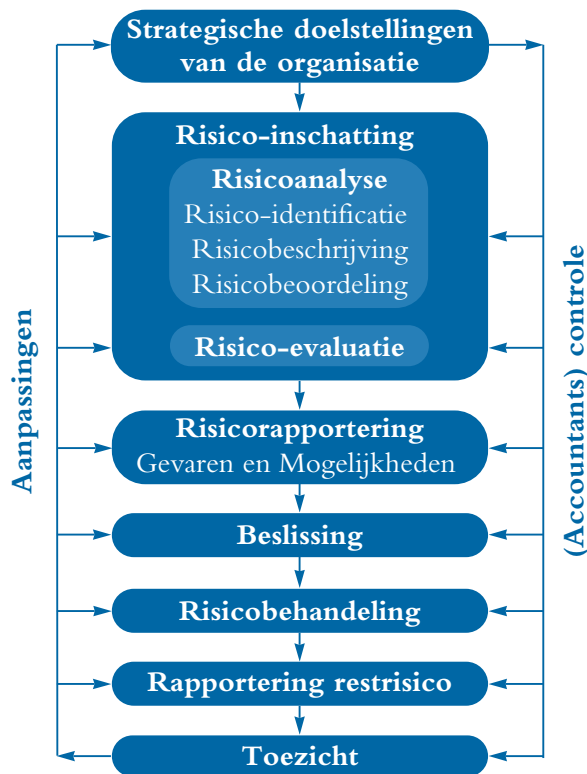 Strategische doelstellingen
van de organisatie
Risico-inschatting
Risicoanalyse
Risico-identificatie
Risicobeschrijving
Risicobeoordeling
Risico-evaluatie
Risicorapportering
Gevaren en Mogelijkheden
Beslissing
Risicobehandeling
Rapportering restrisico
Toezicht
Aanpassingen
(Accountants) controle